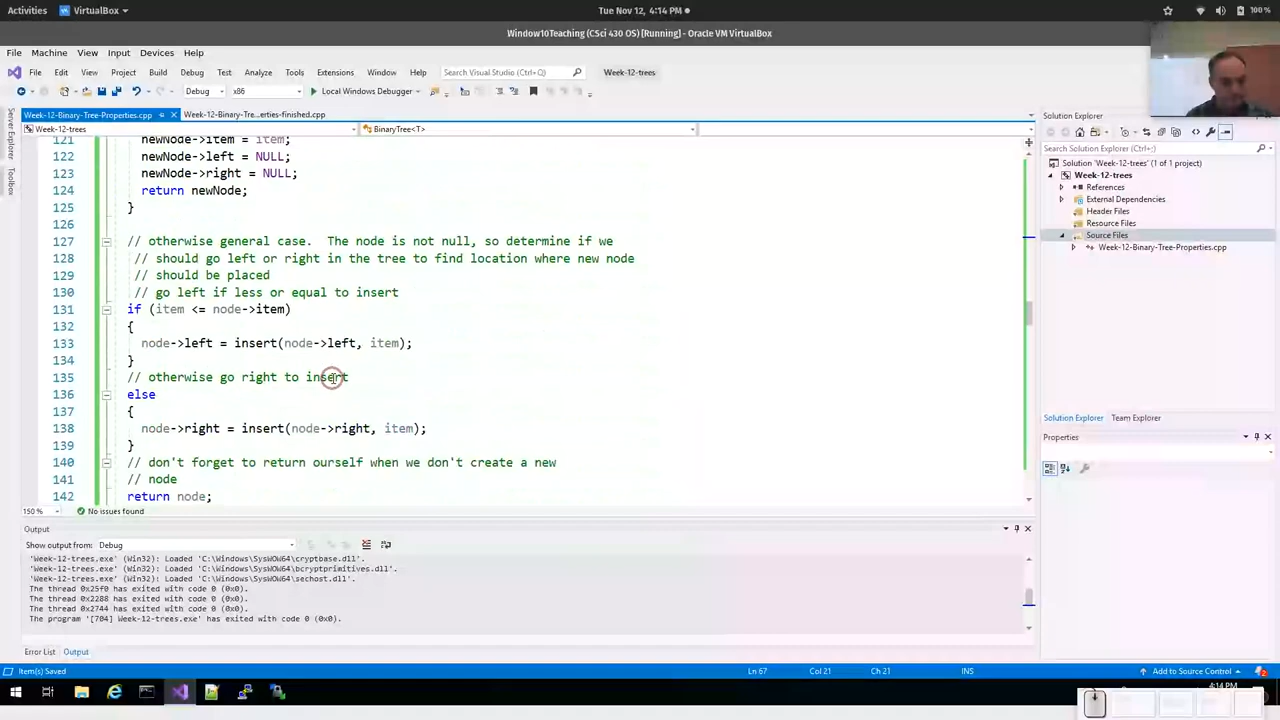 Activities VirtualBox Tue Nov 12, 4:14 PM 100 %
Window10Teaching (CSci 430 OS) [Running] - Oracle VM VirtualBox
File Machine View Input Devices Help
File Edit View Project Build Debug Test Analyze Tools Extensions Window Help Search Visual Studio (Ctrl+Q) Week-12-trees
Debug x86 Local Windows Debugger
Week-12-Binary-Tree-Properties.cpp Week-12-Binary-Tre...erties-finished.cpp
Week-12-trees BinaryTree<T>
121 newNode->item = item;
122 newNode->left = NULL;
123 newNode->right = NULL;
124 return newNode;
125 }
126
127 // otherwise general case.  The node is not null, so determine if we
128 // should go left or right in the tree to find location where new node
129 // should be placed
130 // go left if less or equal to insert
131 if (item <= node->item)
132 {
133 node->left = insert(node->left, item);
134 }
135 // otherwise go right to insert
136 else
137 {
138 node->right = insert(node->right, item);
139 }
140 // don't forget to return ourself when we don't create a new
141 // node
142 return node;
150 % No issues found
Server Explorer
Toolbox
Solution Explorer
Search Solution Explorer (Ctrl+;)
Solution 'Week-12-trees' (1 of 1 project)
Week-12-trees
References
External Dependencies
Header Files
Resource Files
Source Files
Week-12-Binary-Tree-Properties.cpp
Solution Explorer Team Explorer
Properties
Output
Show output from: Debug
'Week-12-trees.exe' (Win32): Loaded 'C:\Windows\SysWOW64\cryptbase.dll'.
'Week-12-trees.exe' (Win32): Loaded 'C:\Windows\SysWOW64\bcryptprimitives.dll'.
'Week-12-trees.exe' (Win32): Loaded 'C:\Windows\SysWOW64\sechost.dll'.
The thread 0x25f0 has exited with code 0 (0x0).
The thread 0x2288 has exited with code 0 (0x0).
The thread 0x2744 has exited with code 0 (0x0).
The program '[704] Week-12-trees.exe' has exited with code 0 (0x0).
Error List Output
Item(s) Saved Ln 67 Col 21 Ch 21 INS Add to Source Control 2
4:14 PM